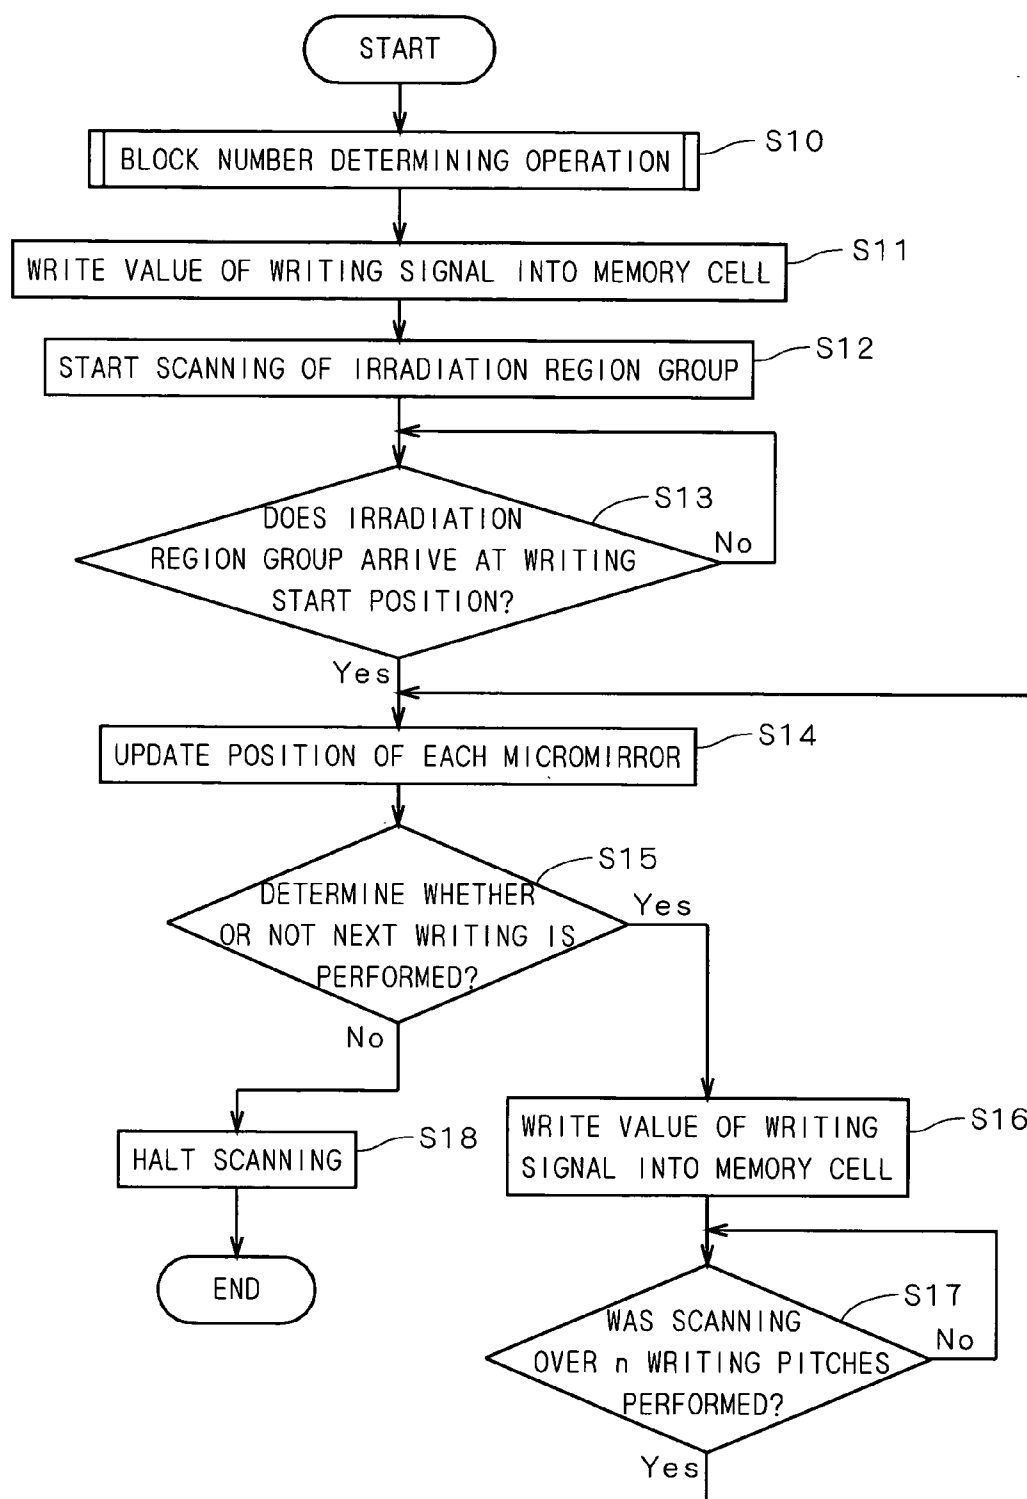 START
BLOCK NUMBER DETERMINING OPERATION
S10
WRITE VALUE OF WRITING SIGNAL INTO MEMORY CELL
S11
START SCANNING OF IRRADIATION REGION GROUP
S12
DOES IRRADIATION
REGION GROUP ARRIVE AT WRITING
START POSITION?
S13
No
Yes
UPDATE POSITION OF EACH MICROMIRROR
S14
DETERMINE WHETHER
OR NOT NEXT WRITING IS
PERFORMED?
S15
Yes
No
WRITE VALUE OF WRITING
SIGNAL INTO MEMORY CELL
S16
HALT SCANNING
S18
END
WAS SCANNING
OVER n WRITING PITCHES
PERFORMED?
S17
No
Yes